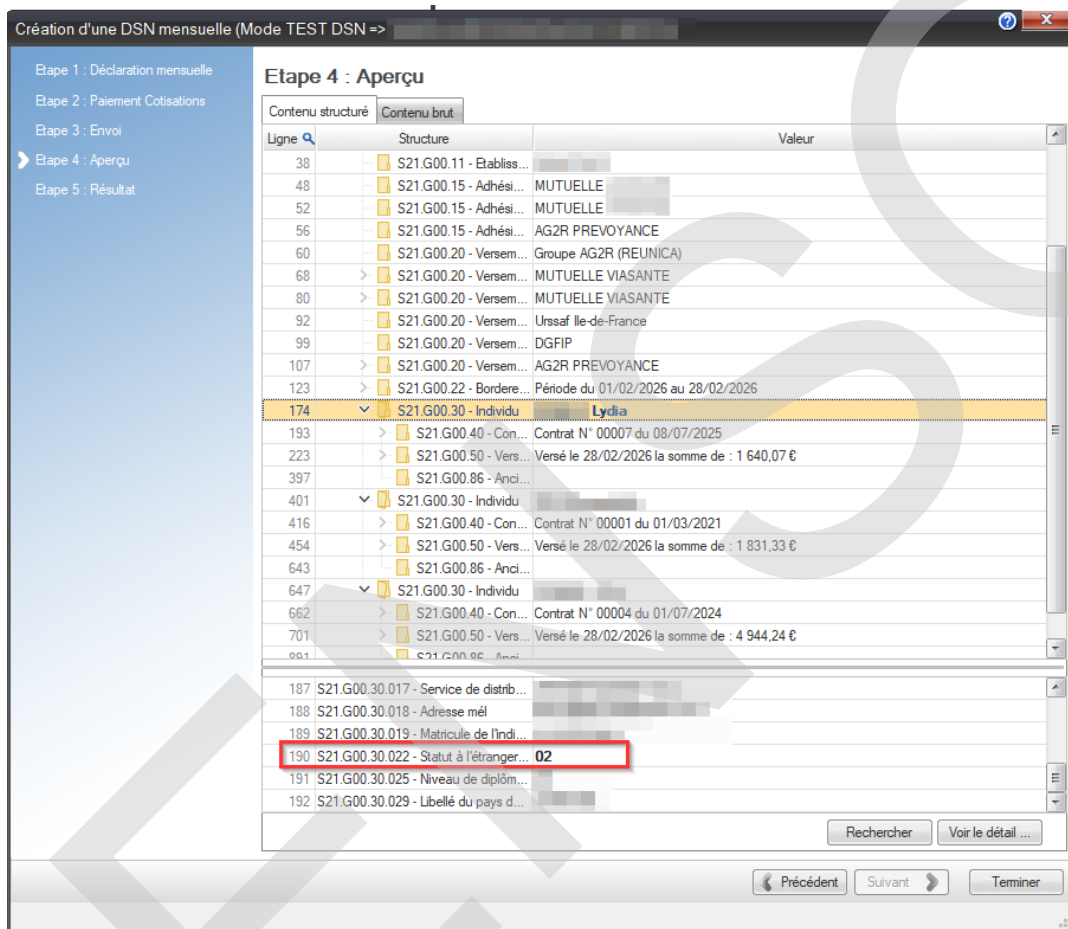 Création d'une DSN mensuelle (Mode TEST DSN =>
Etape 1 : Déclaration mensuelle
Etape 2 : Paiement Cotisations
Etape 3 : Envoi
Etape 4 : Aperçu
Etape 5 : Résultat
Etape 4 : Aperçu
Contenu structuré Contenu brut
Ligne Structure Valeur
38 S21.G00.11 - Etabliss...
48 S21.G00.15 - Adhési... MUTUELLE
52 S21.G00.15 - Adhési... MUTUELLE
56 S21.G00.15 - Adhési... AG2R PREVOYANCE
60 S21.G00.20 - Versem... Groupe AG2R (REUNICA)
68 S21.G00.20 - Versem... MUTUELLE VIASANTE
80 S21.G00.20 - Versem... MUTUELLE VIASANTE
92 S21.G00.20 - Versem... Urssaf Ile-de-France
99 S21.G00.20 - Versem... DGFIP
107 S21.G00.20 - Versem... AG2R PREVOYANCE
123 S21.G00.22 - Bordere... Période du 01/02/2026 au 28/02/2026
174 S21.G00.30 - Individu Lydia
193 S21.G00.40 - Con... Contrat N° 00007 du 08/07/2025
223 S21.G00.50 - Vers... Versé le 28/02/2026 la somme de : 1 640,07 €
397 S21.G00.86 - Anci...
401 S21.G00.30 - Individu
416 S21.G00.40 - Con... Contrat N° 00001 du 01/03/2021
454 S21.G00.50 - Vers... Versé le 28/02/2026 la somme de : 1 831,33 €
643 S21.G00.86 - Anci...
647 S21.G00.30 - Individu
662 S21.G00.40 - Con... Contrat N° 00004 du 01/07/2024
701 S21.G00.50 - Vers... Versé le 28/02/2026 la somme de : 4 944,24 €
891 S21.G00.86 - Anci...
187 S21.G00.30.017 - Service de distrib...
188 S21.G00.30.018 - Adresse mél
189 S21.G00.30.019 - Matricule de l'indi...
190 S21.G00.30.022 - Statut à l'étranger... 02
191 S21.G00.30.025 - Niveau de diplôm...
192 S21.G00.30.029 - Libellé du pays d...
Rechercher Voir le détail ...
Précédent Suivant Terminer